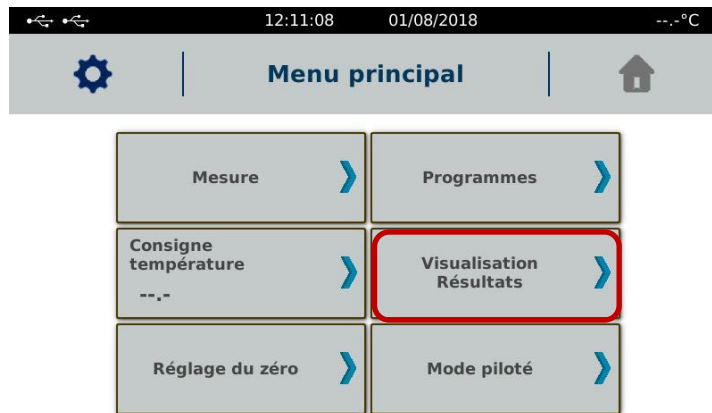 12:11:08 01/08/2018 --.-°C
Menu principal
Mesure
Programmes
Consigne
température
--.-
Visualisation
Résultats
Réglage du zéro
Mode piloté